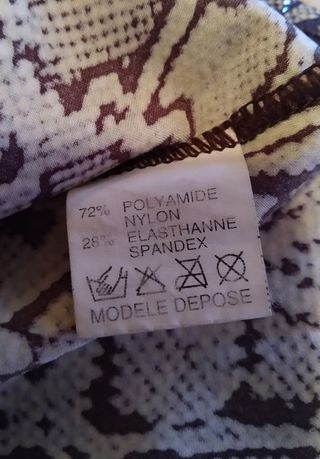 72% POLYAMIDE
NYLON
28% ELASTHANNE
SPANDEX
MODELE DEPOSE